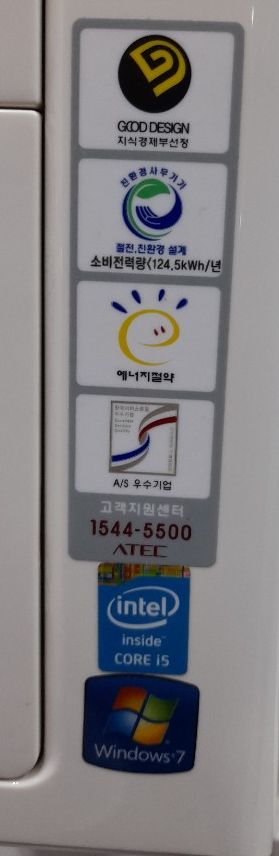 GOOD DESIGN
지식경제부선정
친환경사무기기
절전,친환경 설계
소비전력량(124.5kWh/년
에너지절약
A/S 우수기업
고객지원센터
1544-5500
ATEC
intel
inside™
CORE i5
Windows 7